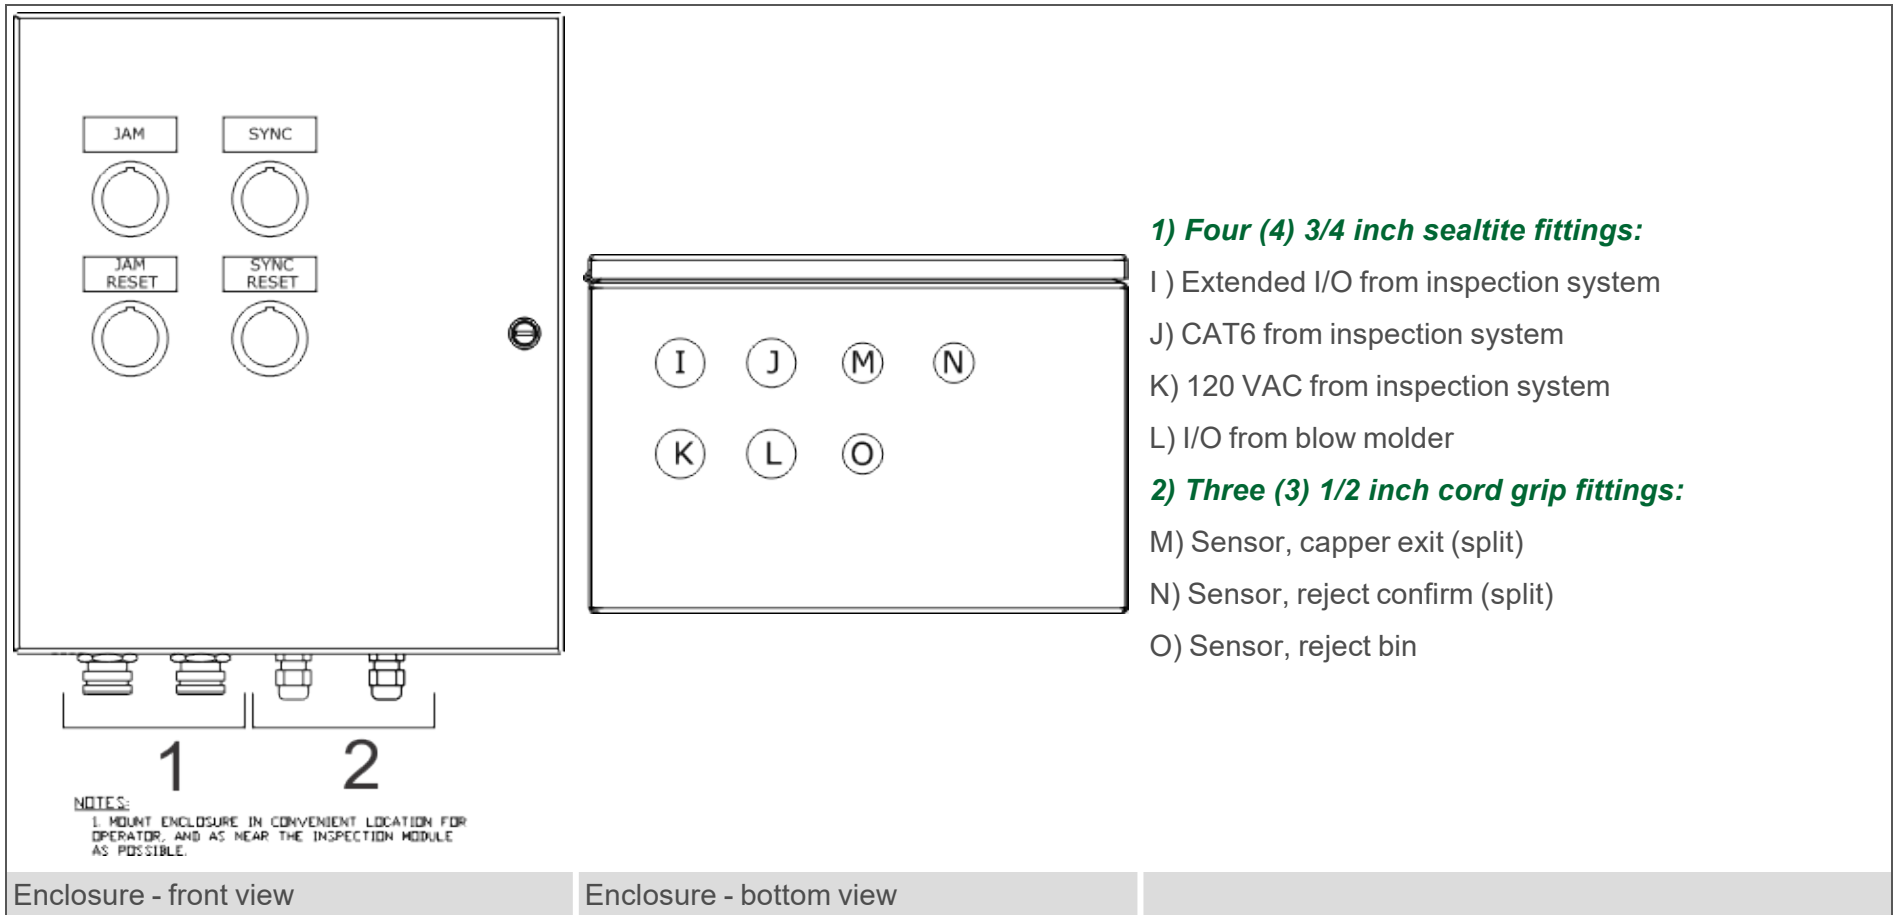 JAM
SYNC
JAM
RESET
SYNC
RESET
1
2
NOTES:
1. MOUNT ENCLOSURE IN CONVENIENT LOCATION FOR
OPERATOR, AND AS NEAR THE INSPECTION MODULE
AS POSSIBLE.
Enclosure - front view
I
J
M
N
K
L
O
Enclosure - bottom view
1) Four (4) 3/4 inch sealtite fittings:
I ) Extended I/O from inspection system
J) CAT6 from inspection system
K) 120 VAC from inspection system
L) I/O from blow molder
2) Three (3) 1/2 inch cord grip fittings:
M) Sensor, capper exit (split)
N) Sensor, reject confirm (split)
O) Sensor, reject bin